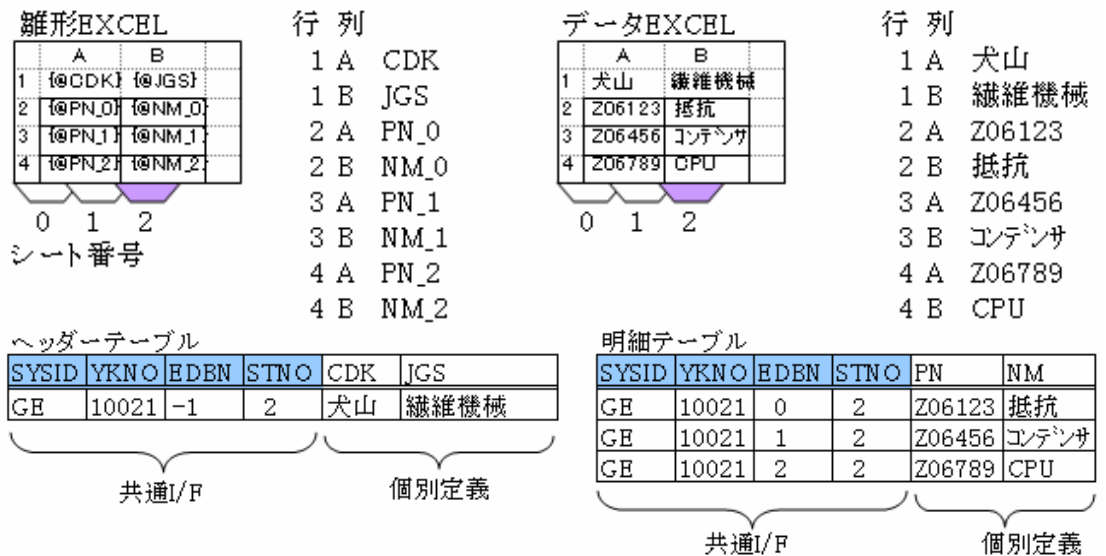 雛形EXCEL
A B
1 {@CDK} {@JGS}
2 {@PN_0} {@NM_0}
3 {@PN_1} {@NM_1}
4 {@PN_2} {@NM_2}
0 1 2
シート番号
行 列
1 A CDK
1 B JGS
2 A PN_0
2 B NM_0
3 A PN_1
3 B NM_1
4 A PN_2
4 B NM_2
データEXCEL
A B
1 犬山 繊維機械
2 Z06123 抵抗
3 Z06456 コンデンサ
4 Z06789 CPU
0 1 2
行 列
1 A 犬山
1 B 繊維機械
2 A Z06123
2 B 抵抗
3 A Z06456
3 B コンデンサ
4 A Z06789
4 B CPU
ヘッダーテーブル
SYSID YKNO EDBN STNO CDK JGS
GE 10021 -1 2 犬山 繊維機械
共通I/F 個別定義
明細テーブル
SYSID YKNO EDBN STNO PN NM
GE 10021 0 2 Z06123 抵抗
GE 10021 1 2 Z06456 コンデンサ
GE 10021 2 2 Z06789 CPU
共通I/F 個別定義